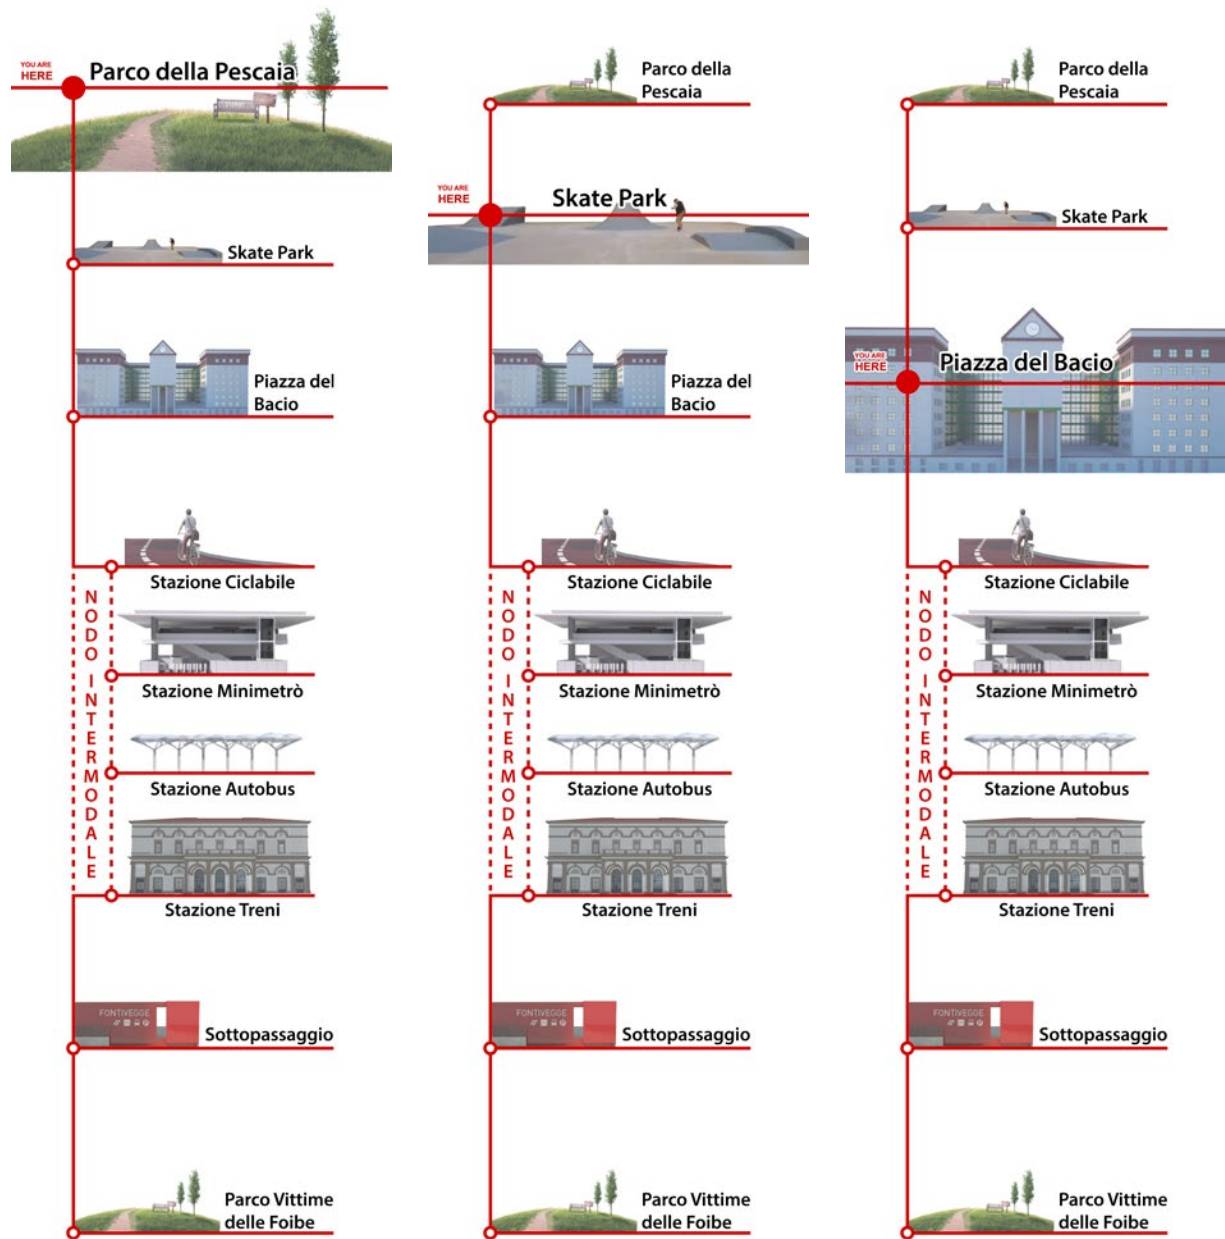 YOU ARE
HERE
Parco della Pescaia
Skate Park
Piazza del
Bacio
Stazione Ciclabile
NODO INTERMODALE
Stazione Minimetrò
Stazione Autobus
Stazione Treni
FONTIVEGGE
Sottopassaggio
Parco Vittime
delle Foibe
Parco della
Pescaia
YOU ARE
HERE
Skate Park
Piazza del
Bacio
Stazione Ciclabile
NODO INTERMODALE
Stazione Minimetrò
Stazione Autobus
Stazione Treni
FONTIVEGGE
Sottopassaggio
Parco Vittime
delle Foibe
Parco della
Pescaia
Skate Park
YOU ARE
HERE
Piazza del Bacio
Stazione Ciclabile
NODO INTERMODALE
Stazione Minimetrò
Stazione Autobus
Stazione Treni
FONTIVEGGE
Sottopassaggio
Parco Vittime
delle Foibe